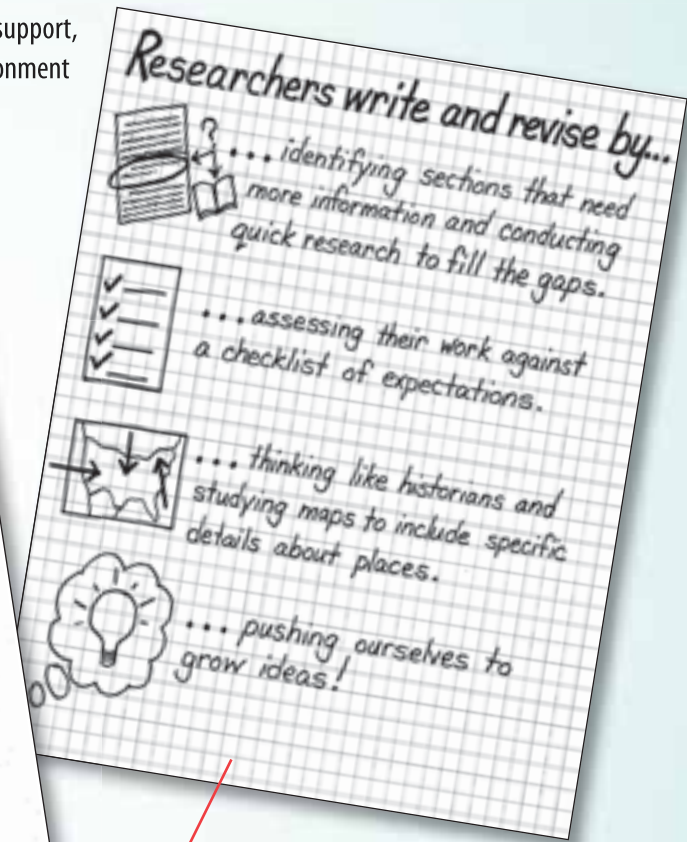 support,
onment
Researchers write and revise by...
?
... identifying sections that need
more information and conducting
quick research to fill the gaps.
... assessing their work against
a checklist of expectations.
... thinking like historians and
studying maps to include specific
details about places.
... pushing ourselves to
grow ideas!